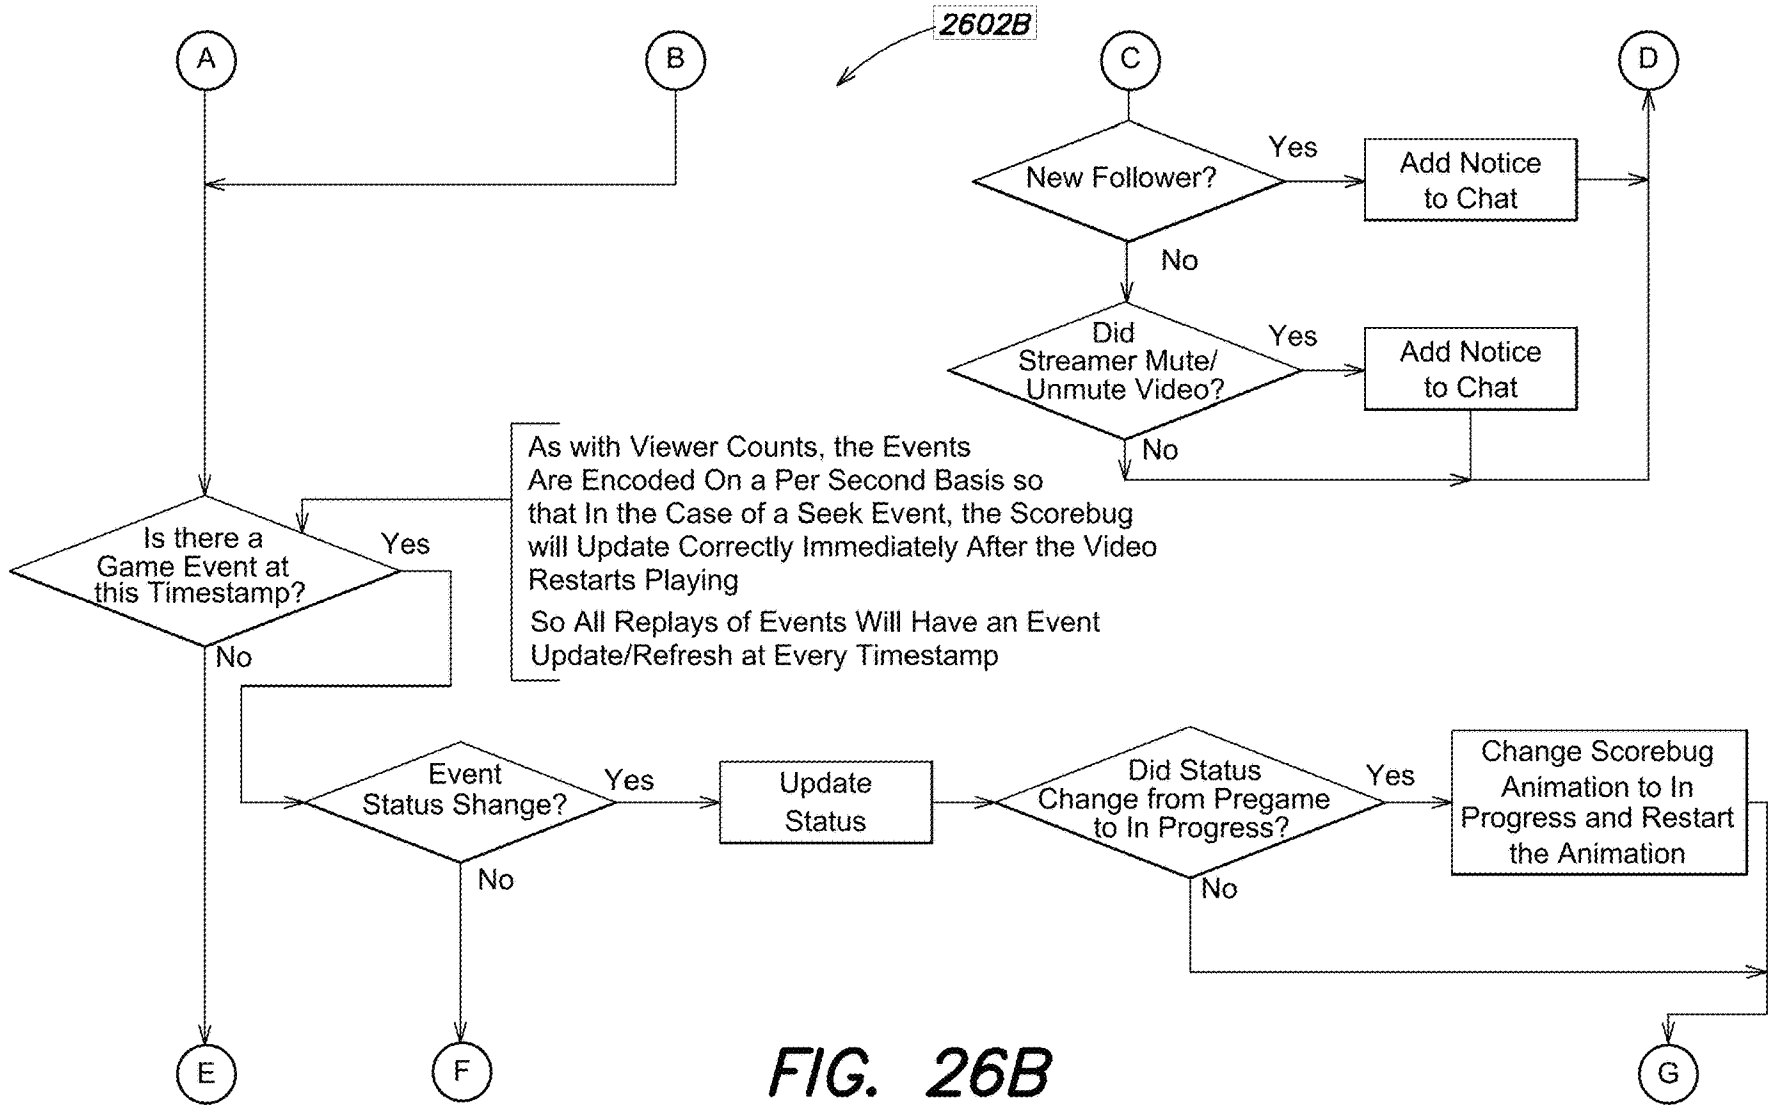 2602B
A
B
C
D
New Follower?
Yes
Add Notice
to Chat
No
Did
Streamer Mute/
Unmute Video?
Yes
Add Notice
to Chat
No
As with Viewer Counts, the Events
Are Encoded On a Per Second Basis so
that In the Case of a Seek Event, the Scorebug
will Update Correctly Immediately After the Video
Restarts Playing
So All Replays of Events Will Have an Event
Update/Refresh at Every Timestamp
Is there a
Game Event at
this Timestamp?
Yes
No
Event
Status Shange?
Yes
No
Update
Status
Did Status
Change from Pregame
to In Progress?
Yes
No
Change Scorebug
Animation to In
Progress and Restart
the Animation
E
F
G
FIG. 26B